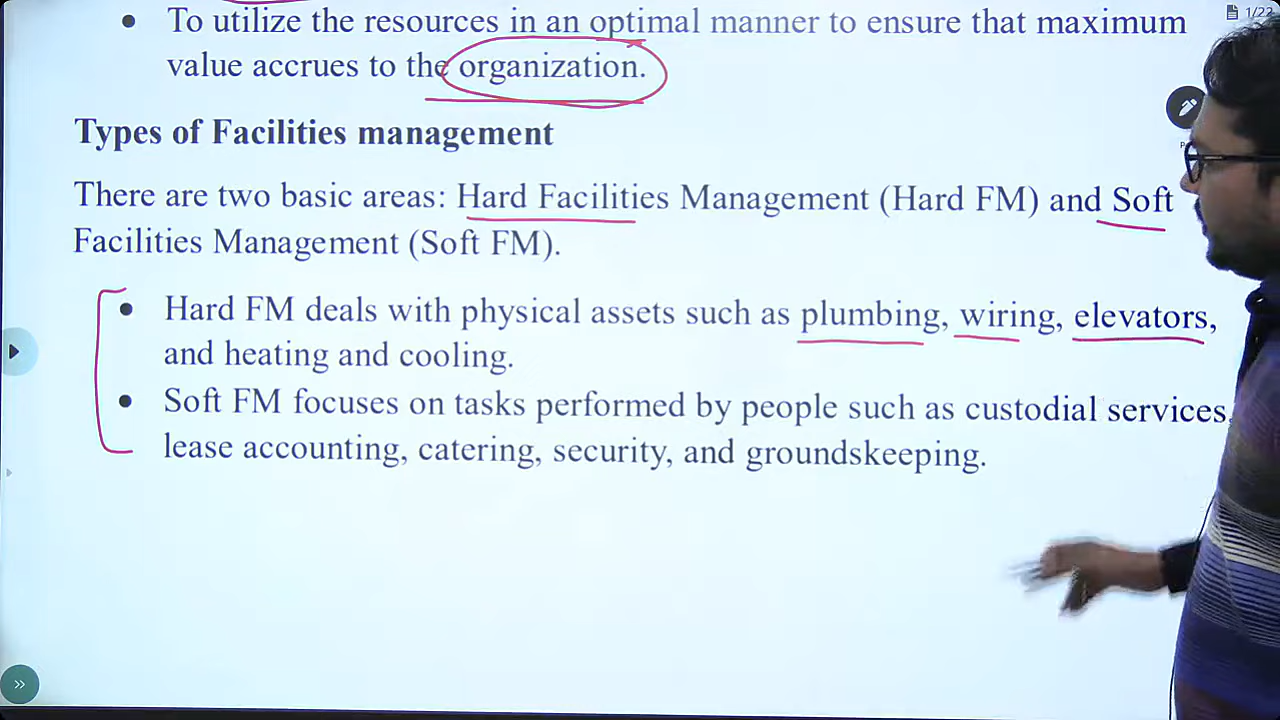 1/22
• To utilize the resources in an optimal manner to ensure that maximum
value accrues to the organization.
Types of Facilities management
There are two basic areas: Hard Facilities Management (Hard FM) and Soft
Facilities Management (Soft FM).
• Hard FM deals with physical assets such as plumbing, wiring, elevators,
and heating and cooling.
• Soft FM focuses on tasks performed by people such as custodial services,
lease accounting, catering, security, and groundskeeping.